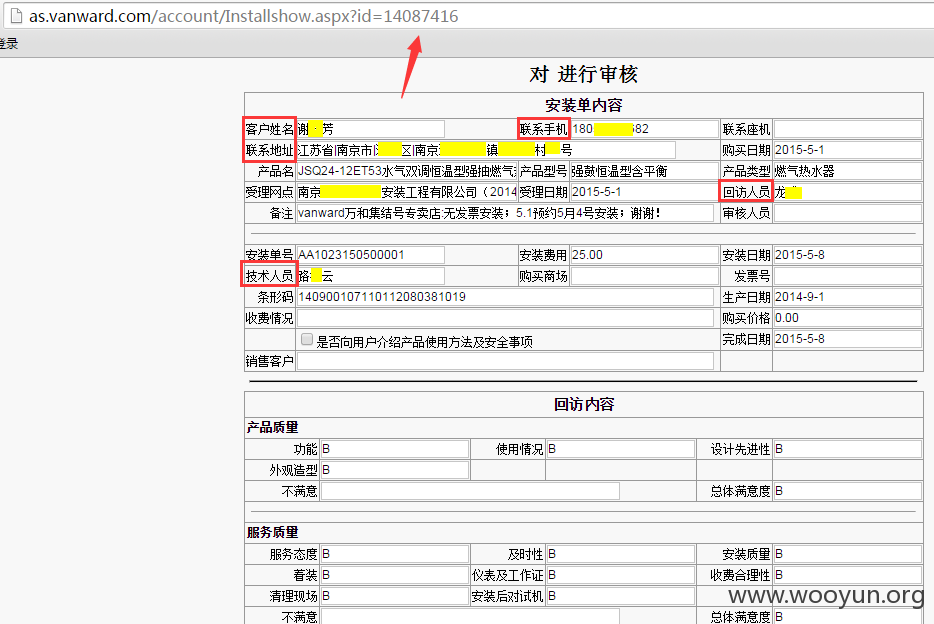 as.vanward.com/account/Installshow.aspx?id=14087416
登录
对 进行审核
安装单内容
客户姓名 谢 芳 联系手机 180 682 联系座机
联系地址 江苏省|南京市| 区|南京 镇 村 号 购买日期 2015-5-1
产品名 JSQ24-12ET53水气双调恒温型强抽燃气 产品型号 强鼓恒温型含平衡 产品类型 燃气热水器
受理网点 南京 安装工程有限公司（2014 受理日期 2015-5-1 回访人员 龙
备注 vanward万和集结号专卖店:无发票安装；5.1预约5月4号安装；谢谢！ 审核人员
安装单号 AA1023150500001 安装费用 25.00 安装日期 2015-5-8
技术人员 路 云 购买商场 发票号
条形码 140900107110112080381019 生产日期 2014-9-1
收费情况 购买价格 0.00
是否向用户介绍产品使用方法及安全事项 完成日期 2015-5-8
销售客户
回访内容
产品质量
功能 B 使用情况 B 设计先进性 B
外观造型 B
不满意 总体满意度 B
服务质量
服务态度 B 及时性 B 安装质量 B
着装 B 仪表及工作证 B 收费合理性 B
清理现场 B 安装后对试机 B
www.wooyun.org
不满意 总体满意度 B